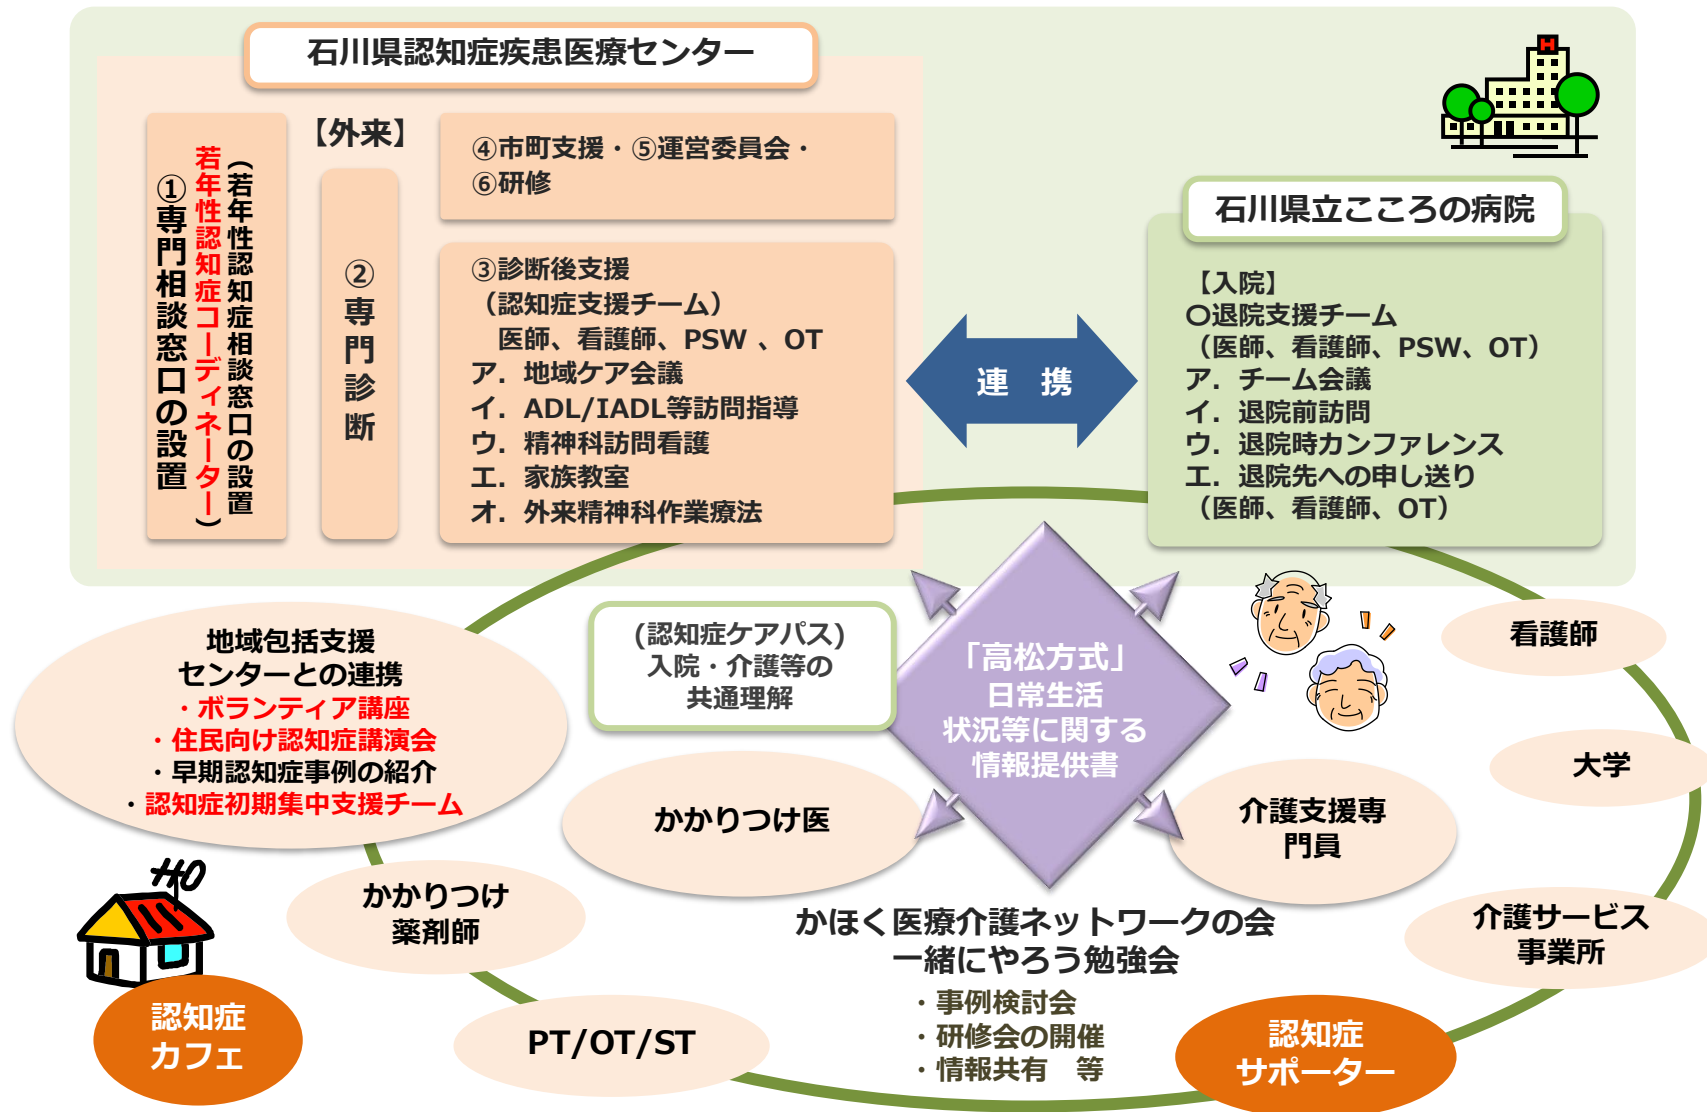 石川県認知症疾患医療センター
①専門相談窓口の設置
(若年性認知症相談窓口の設置
若年性認知症コーディネーター)
【外来】
②専門診断
④市町支援・⑤運営委員会・
⑥研修
③診断後支援
（認知症支援チーム）
医師、看護師、PSW 、OT
ア．地域ケア会議
イ．ADL/IADL等訪問指導
ウ．精神科訪問看護
エ．家族教室
オ．外来精神科作業療法
連　携
H
石川県立こころの病院
【入院】
〇退院支援チーム
（医師、看護師、PSW、OT）
ア．チーム会議
イ．退院前訪問
ウ．退院時カンファレンス
エ．退院先への申し送り
（医師、看護師、OT）
地域包括支援
センターとの連携
・ボランティア講座
・住民向け認知症講演会
・早期認知症事例の紹介
・認知症初期集中支援チーム
(認知症ケアパス)
入院・介護等の
共通理解
「高松方式」
日常生活
状況等に関する
情報提供書
看護師
大学
かかりつけ医
介護支援専
門員
かかりつけ
薬剤師
介護サービス
事業所
かほく医療介護ネットワークの会
一緒にやろう勉強会
・事例検討会
・研修会の開催
・情報共有　等
認知症
カフェ
PT/OT/ST
認知症
サポーター